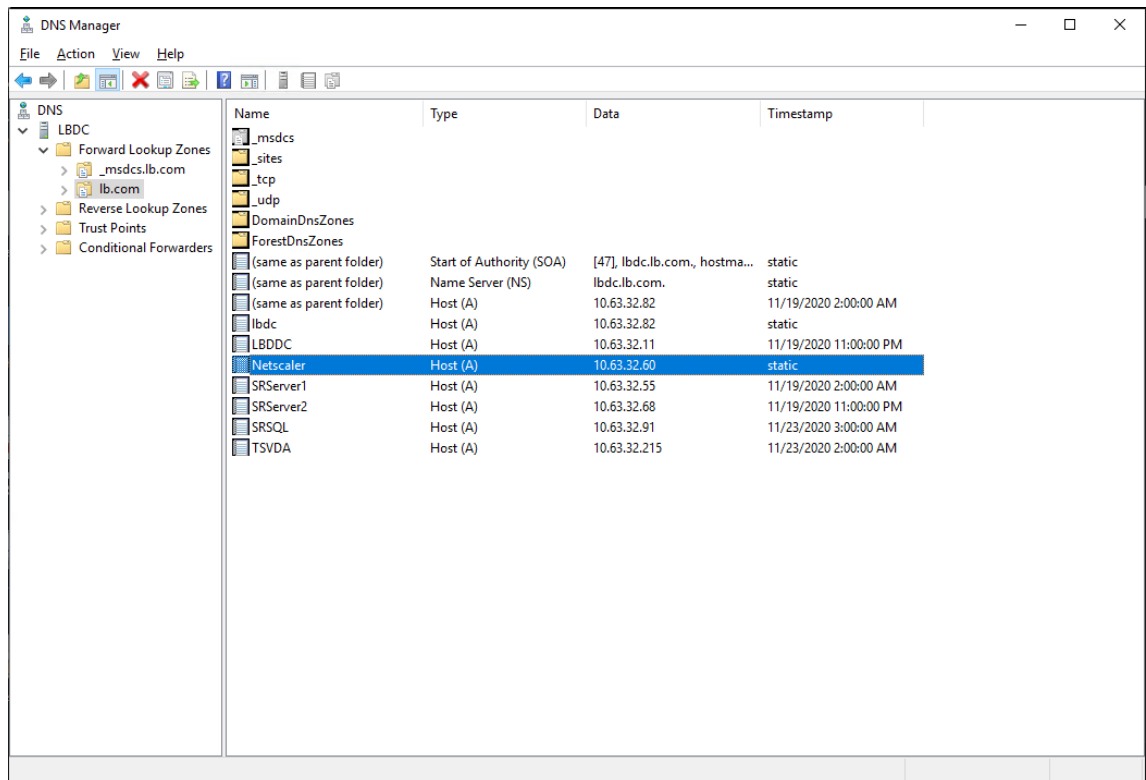 DNS Manager
File Action View Help
DNS
LBDC
Forward Lookup Zones
_msdcs.lb.com
lb.com
Reverse Lookup Zones
Trust Points
Conditional Forwarders
Name Type Data Timestamp
_msdcs
_sites
_tcp
_udp
DomainDnsZones
ForestDnsZones
(same as parent folder) Start of Authority (SOA) [47], lbdc.lb.com., hostma... static
(same as parent folder) Name Server (NS) lbdc.lb.com. static
(same as parent folder) Host (A) 10.63.32.82 11/19/2020 2:00:00 AM
lbdc Host (A) 10.63.32.82 static
LBDDC Host (A) 10.63.32.11 11/19/2020 11:00:00 PM
Netscaler Host (A) 10.63.32.60 static
SRServer1 Host (A) 10.63.32.55 11/19/2020 2:00:00 AM
SRServer2 Host (A) 10.63.32.68 11/19/2020 11:00:00 PM
SRSQL Host (A) 10.63.32.91 11/23/2020 3:00:00 AM
TSVDA Host (A) 10.63.32.215 11/23/2020 2:00:00 AM